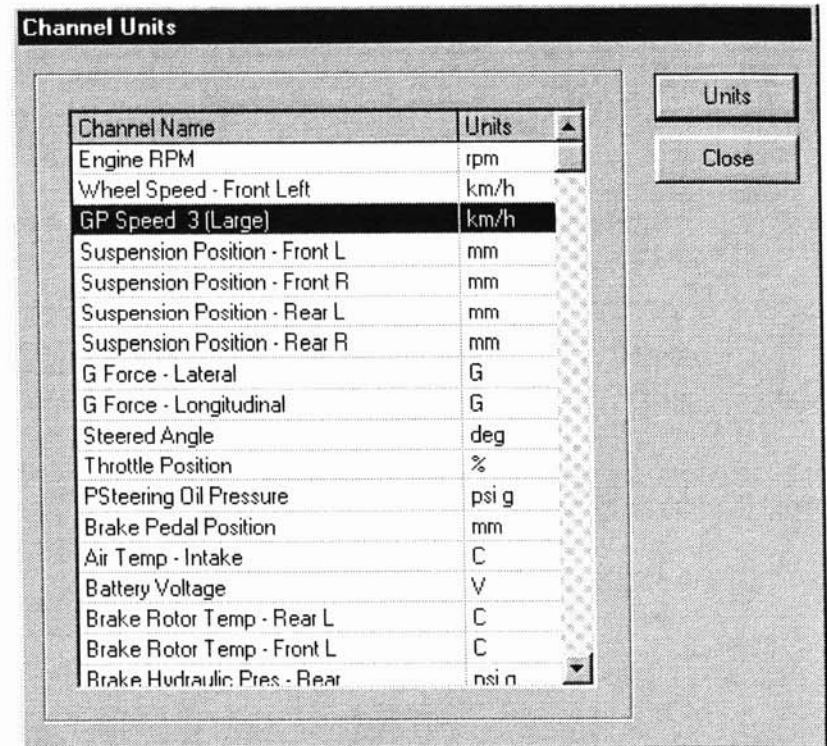 Channel Units
Channel Name Units
Engine RPM rpm
Wheel Speed - Front Left km/h
GP Speed 3 (Large) km/h
Suspension Position - Front L mm
Suspension Position - Front R mm
Suspension Position - Rear L mm
Suspension Position - Rear R mm
G Force - Lateral G
G Force - Longitudinal G
Steered Angle deg
Throttle Position %
PSteering Oil Pressure psi g
Brake Pedal Position mm
Air Temp - Intake C
Battery Voltage V
Brake Rotor Temp - Rear L C
Brake Rotor Temp - Front L C
Brake Hydraulic Pres - Rear psi g
Units
Close